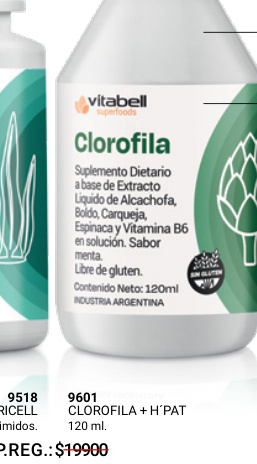 vitabell
superfoods
Clorofila
Suplemento Dietario
a base de Extracto
Líquido de Alcachofa,
Boldo, Carqueja,
Espinaca y Vitamina B6
en solución. Sabor
menta.
Libre de gluten.
Contenido Neto: 120ml
INDUSTRIA ARGENTINA
SIN GLUTEN
9518
RICELL
imidos.
9601
CLOROFILA + H´PAT
120 ml.
P.REG.: $19900